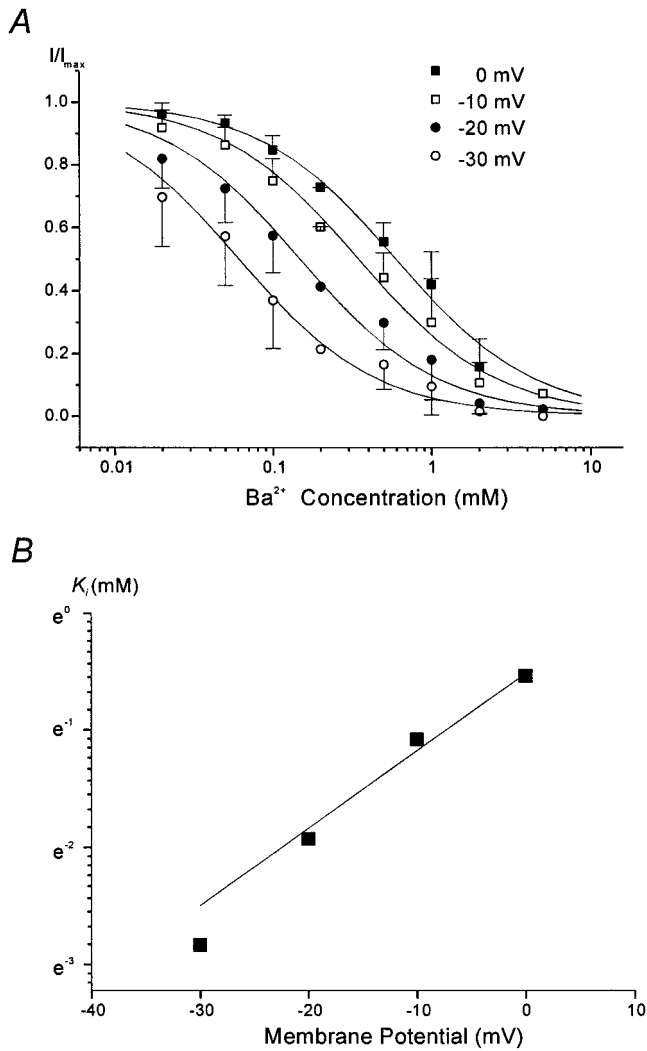 A
I/Imax
■ 0 mV
□ -10 mV
● -20 mV
○ -30 mV
1.0
0.8
0.6
0.4
0.2
0.0
0.01 0.1 1 10
Ba²⁺ Concentration (mM)
B
Ki (mM)
e⁰
e⁻¹
e⁻²
e⁻³
-40 -30 -20 -10 0 10
Membrane Potential (mV)